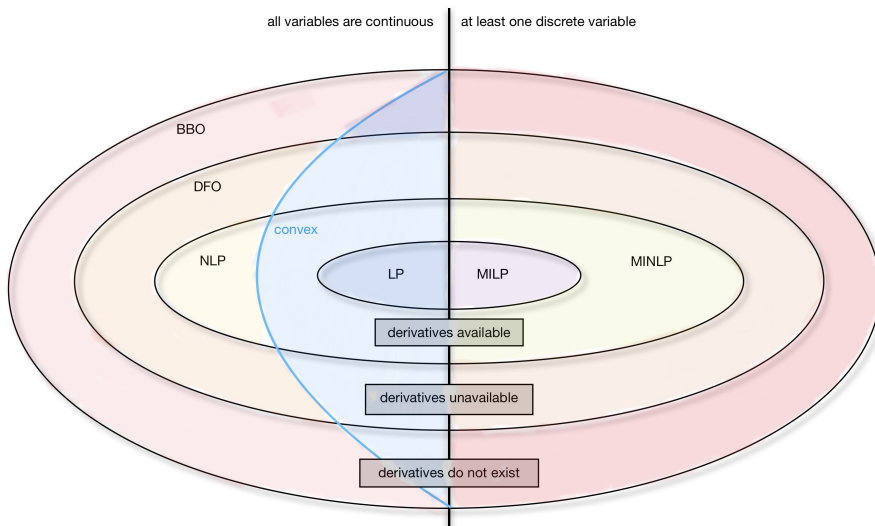 all variables are continuous
at least one discrete variable
BBO
DFO
convex
NLP
MINLP
LP
MILP
derivatives available
derivatives unavailable
derivatives do not exist